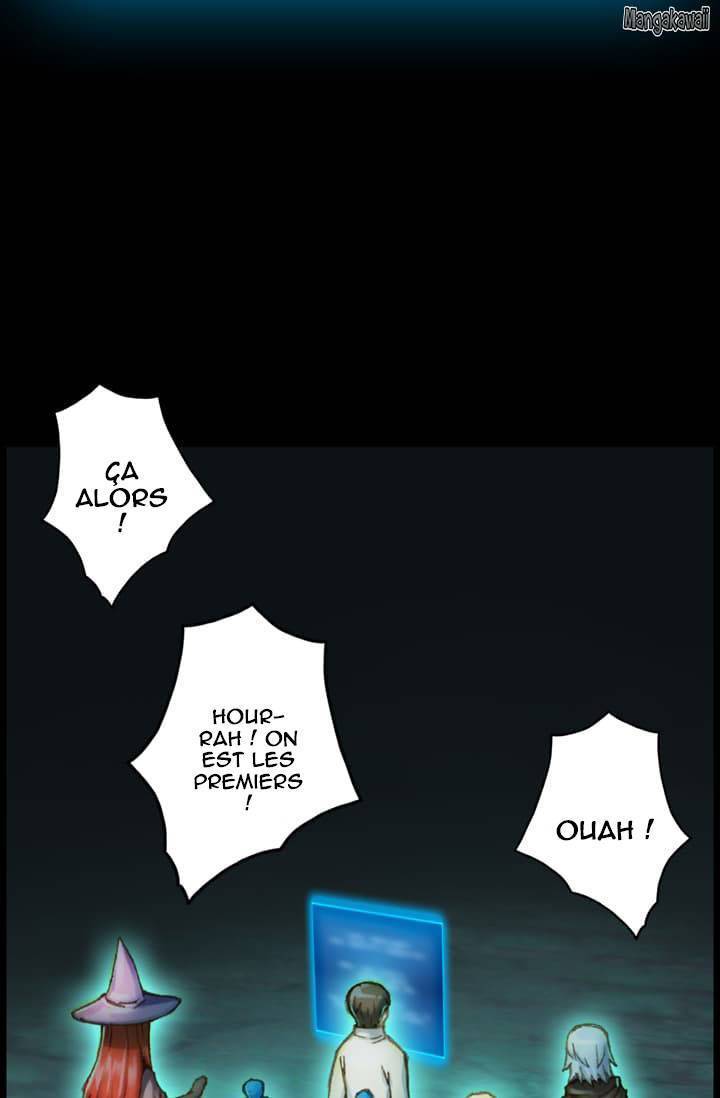 Mangakawaii
ÇA
ALORS
!
HOUR-
RAH ! ON
EST LES
PREMIERS
!
OUAH !